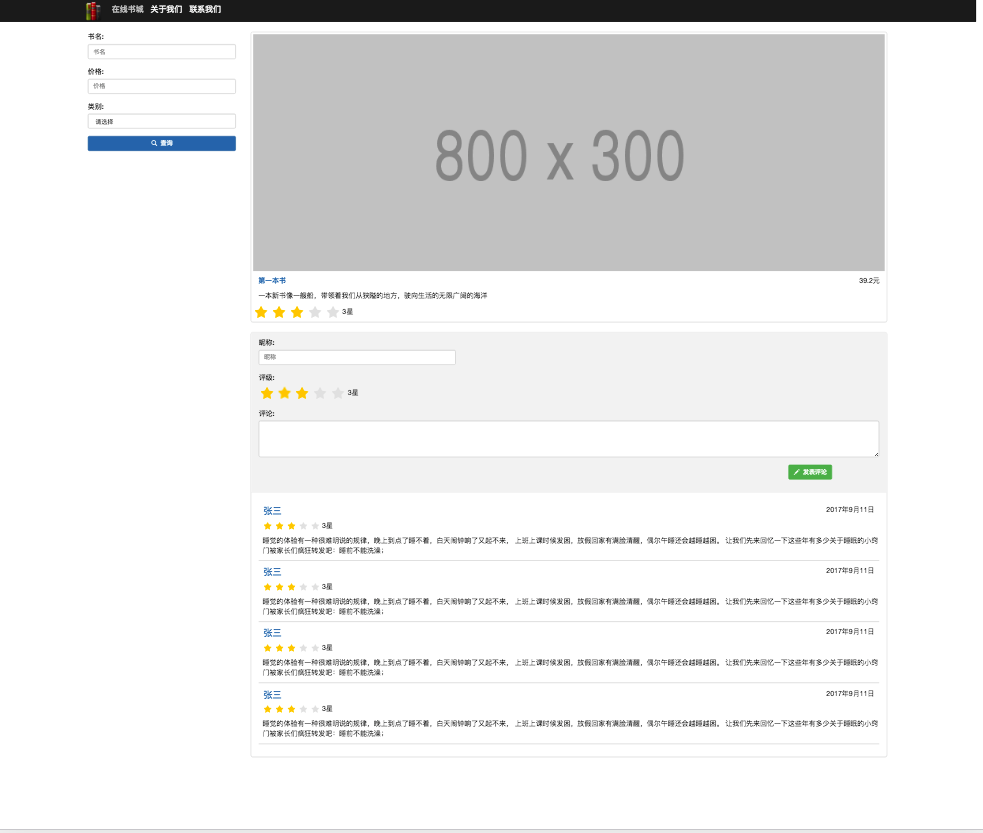 在线书城 关于我们 联系我们
书名:
书名
价格:
价格
类别:
请选择
查询
800 x 300
第一本书 39.2元
一本新书像一艘船，带领着我们从狭隘的地方，驶向生活的无限广阔的海洋
3星
昵称:
昵称
评级:
3星
评论:
发表评论
张三 2017年9月11日
3星
睡觉的体验有一种很难明说的规律，晚上到点了睡不着，白天闹钟响了又起不来， 上班上课时候发困，放假回家有满脸清醒，偶尔午睡还会越睡越困。 让我们先来回忆一下这些年有多少关于睡眠的小窍
门被家长们疯狂转发吧：睡前不能洗澡；
张三 2017年9月11日
3星
睡觉的体验有一种很难明说的规律，晚上到点了睡不着，白天闹钟响了又起不来， 上班上课时候发困，放假回家有满脸清醒，偶尔午睡还会越睡越困。 让我们先来回忆一下这些年有多少关于睡眠的小窍
门被家长们疯狂转发吧：睡前不能洗澡；
张三 2017年9月11日
3星
睡觉的体验有一种很难明说的规律，晚上到点了睡不着，白天闹钟响了又起不来， 上班上课时候发困，放假回家有满脸清醒，偶尔午睡还会越睡越困。 让我们先来回忆一下这些年有多少关于睡眠的小窍
门被家长们疯狂转发吧：睡前不能洗澡；
张三 2017年9月11日
3星
睡觉的体验有一种很难明说的规律，晚上到点了睡不着，白天闹钟响了又起不来， 上班上课时候发困，放假回家有满脸清醒，偶尔午睡还会越睡越困。 让我们先来回忆一下这些年有多少关于睡眠的小窍
门被家长们疯狂转发吧：睡前不能洗澡；